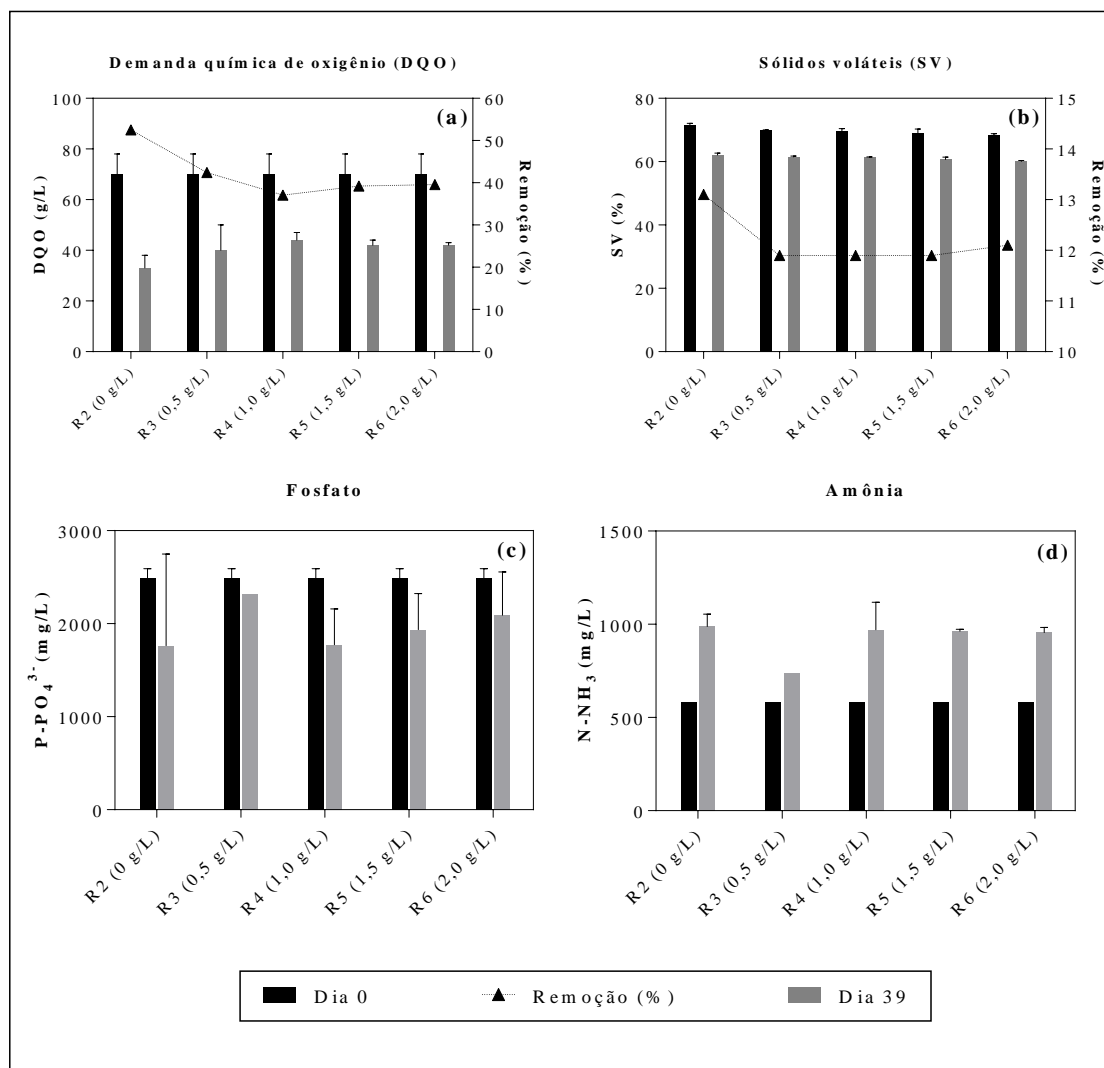 Demanda química de oxigênio (DQO)
(a)
DQO (g/L)
100
80
60
40
20
0
Remoção (%)
60
50
40
30
20
10
0
R2 (0 g/L)
R3 (0,5 g/L)
R4 (1,0 g/L)
R5 (1,5 g/L)
R6 (2,0 g/L)
Sólidos voláteis (SV)
(b)
SV (%)
80
60
40
20
0
Remoção (%)
15
14
13
12
11
10
R2 (0 g/L)
R3 (0,5 g/L)
R4 (1,0 g/L)
R5 (1,5 g/L)
R6 (2,0 g/L)
Fosfato
(c)
P-PO₄³⁻ (mg/L)
3000
2000
1000
0
R2 (0 g/L)
R3 (0,5 g/L)
R4 (1,0 g/L)
R5 (1,5 g/L)
R6 (2,0 g/L)
Amônia
(d)
N-NH₃ (mg/L)
1500
1000
500
0
R2 (0 g/L)
R3 (0,5 g/L)
R4 (1,0 g/L)
R5 (1,5 g/L)
R6 (2,0 g/L)
Dia 0
Remoção (%)
Dia 39